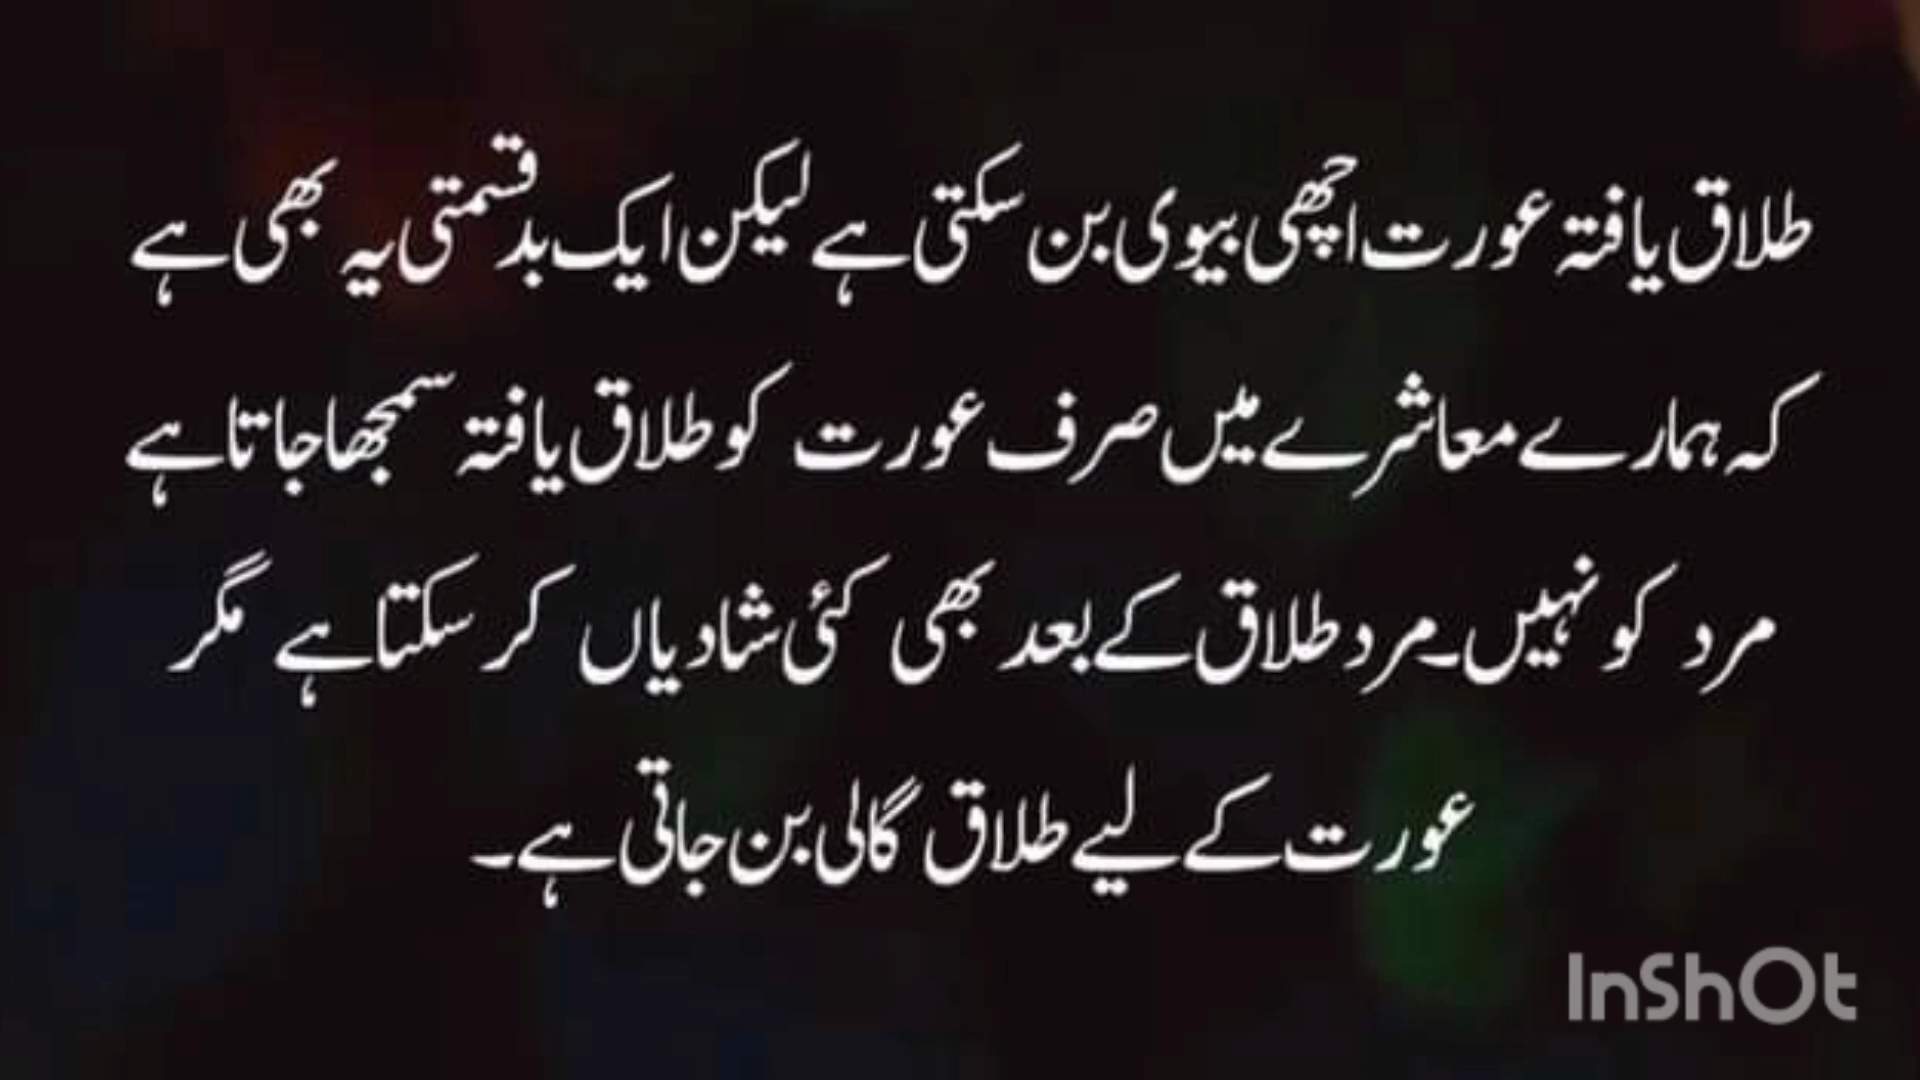 طلاق یافتہ عورت اچھی بیوی بن سکتی ہے لیکن ایک بدقسمتی یہ بھی ہے
کہ ہمارے معاشرے میں صرف عورت کو طلاق یافتہ سمجھا جاتا ہے
مرد کو نہیں۔ مرد طلاق کے بعد بھی کئی شادیاں کر سکتا ہے مگر
عورت کے لیے طلاق گالی بن جاتی ہے۔
InShOt